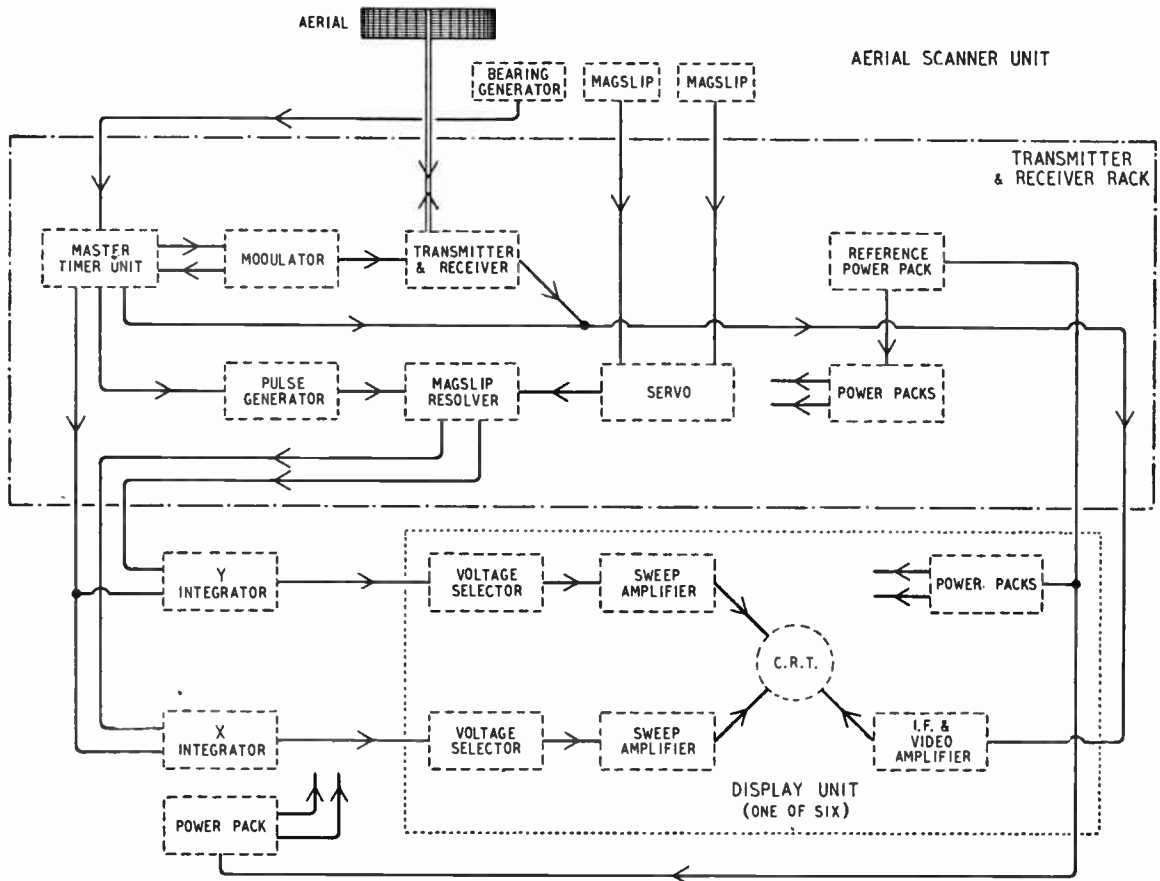 AERIAL
AERIAL SCANNER UNIT
BEARING
GENERATOR
MAGSLIP
MAGSLIP
TRANSMITTER
& RECEIVER RACK
MASTER
TIMER UNIT
MODULATOR
TRANSMITTER
& RECEIVER
REFERENCE
POWER PACK
PULSE
GENERATOR
MAGSLIP
RESOLVER
SERVO
POWER PACKS
Y
INTEGRATOR
VOLTAGE
SELECTOR
SWEEP
AMPLIFIER
POWER PACKS
C.R.T.
X
INTEGRATOR
VOLTAGE
SELECTOR
SWEEP
AMPLIFIER
I.F. &
VIDEO
AMPLIFIER
DISPLAY UNIT
(ONE OF SIX)
POWER PACK